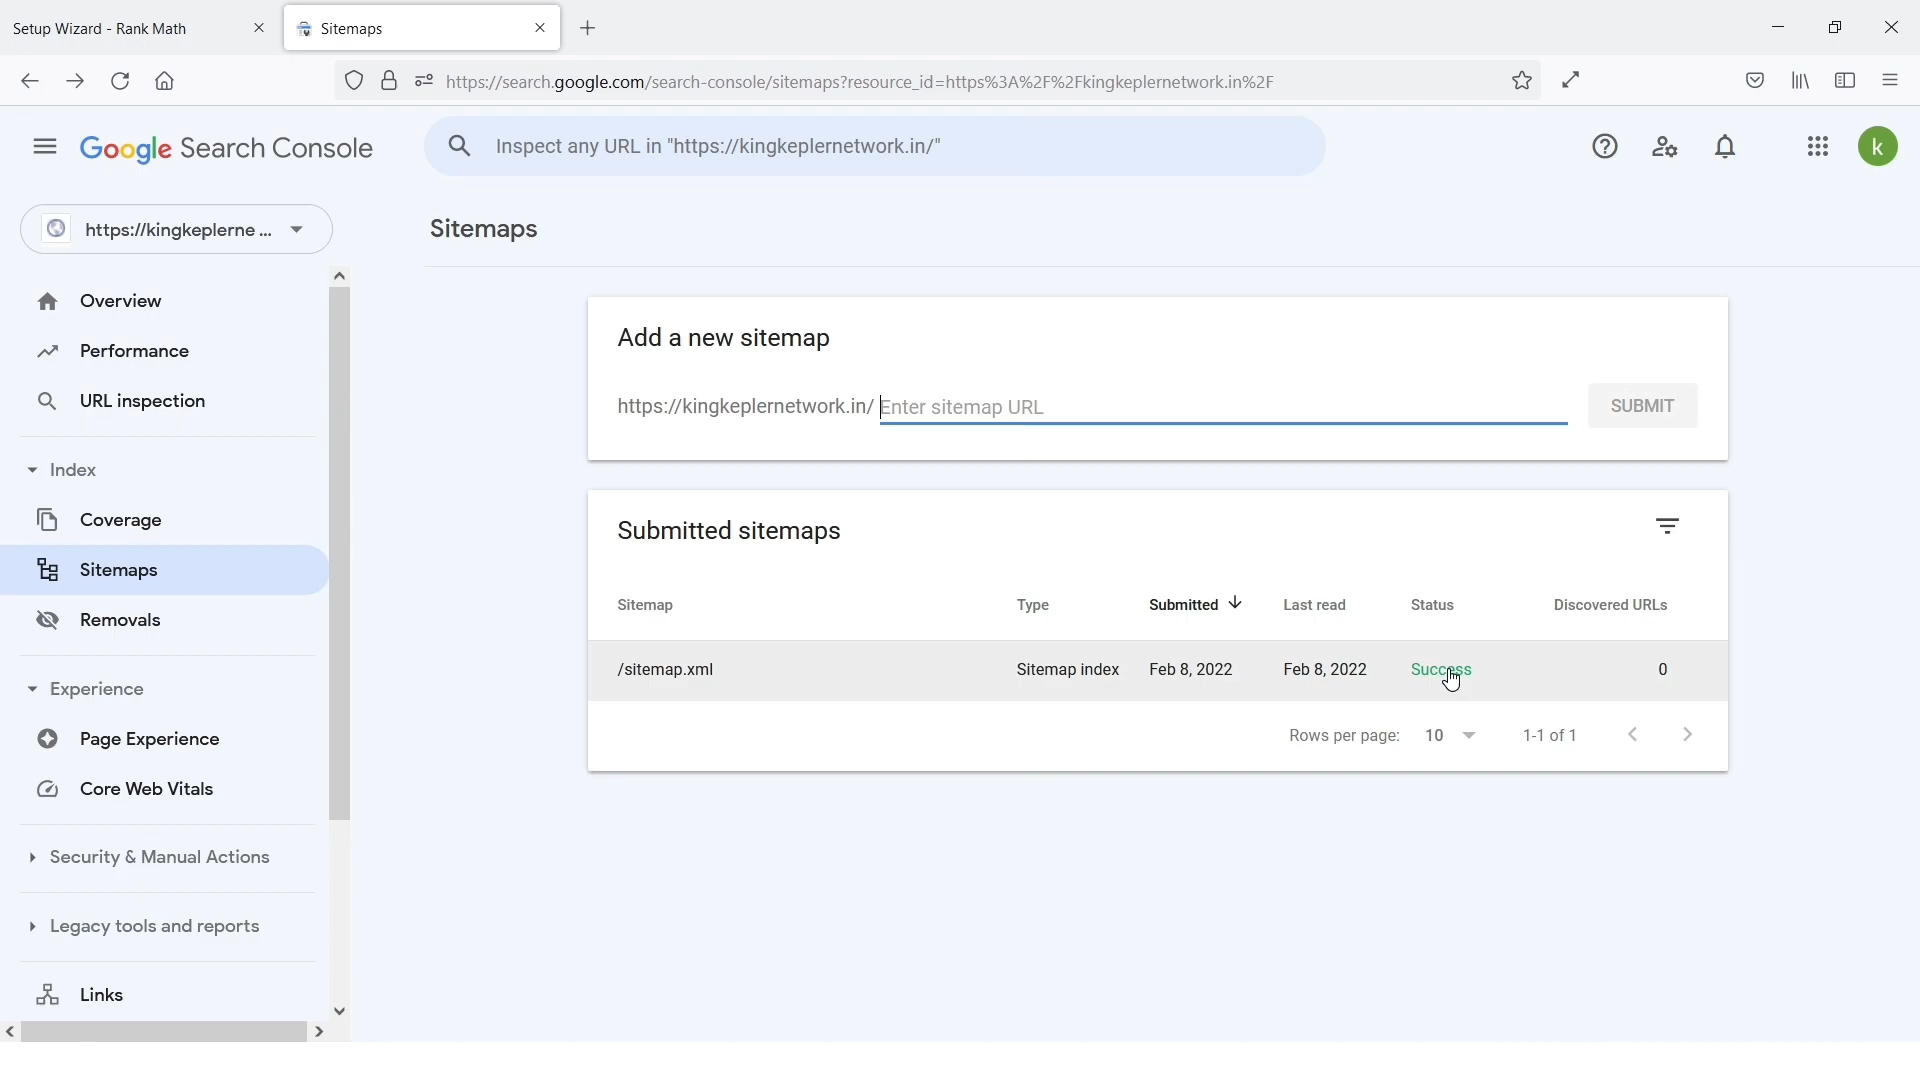 Setup Wizard - Rank Math
Sitemaps
https://search.google.com/search-console/sitemaps?resource_id=https%3A%2F%2Fkingkeplernetwork.in%2F
Google Search Console
Inspect any URL in "https://kingkeplernetwork.in/"
k
https://kingkeplerne ...
Sitemaps
Overview
Performance
URL inspection
Index
Coverage
Sitemaps
Removals
Experience
Page Experience
Core Web Vitals
Security & Manual Actions
Legacy tools and reports
Links
Add a new sitemap
https://kingkeplernetwork.in/ Enter sitemap URL SUBMIT
Submitted sitemaps
Sitemap Type Submitted Last read Status Discovered URLs
/sitemap.xml Sitemap index Feb 8, 2022 Feb 8, 2022 Success 0
Rows per page: 10 1-1 of 1